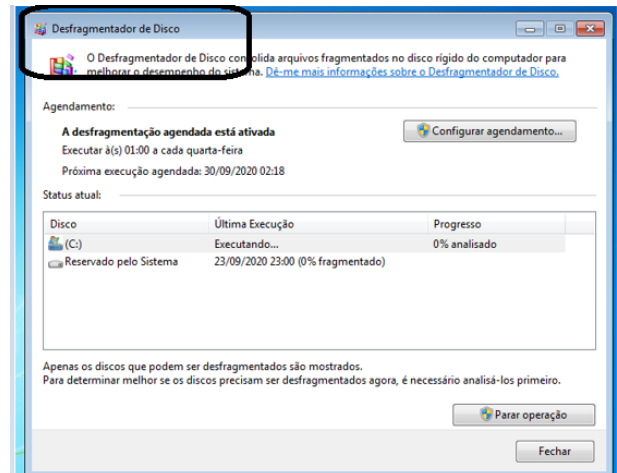 Desfragmentador de Disco
O Desfragmentador de Disco consolida arquivos fragmentados no disco rígido do computador para
melhorar o desempenho do sistema. Dê-me mais informações sobre o Desfragmentador de Disco.
Agendamento:
A desfragmentação agendada está ativada
Configurar agendamento...
Executar à(s) 01:00 a cada quarta-feira
Próxima execução agendada: 30/09/2020 02:18
Status atual:
Disco Última Execução Progresso
(C:) Executando... 0% analisado
Reservado pelo Sistema 23/09/2020 23:00 (0% fragmentado)
Apenas os discos que podem ser desfragmentados são mostrados.
Para determinar melhor se os discos precisam ser desfragmentados agora, é necessário analisá-los primeiro.
Parar operação
Fechar